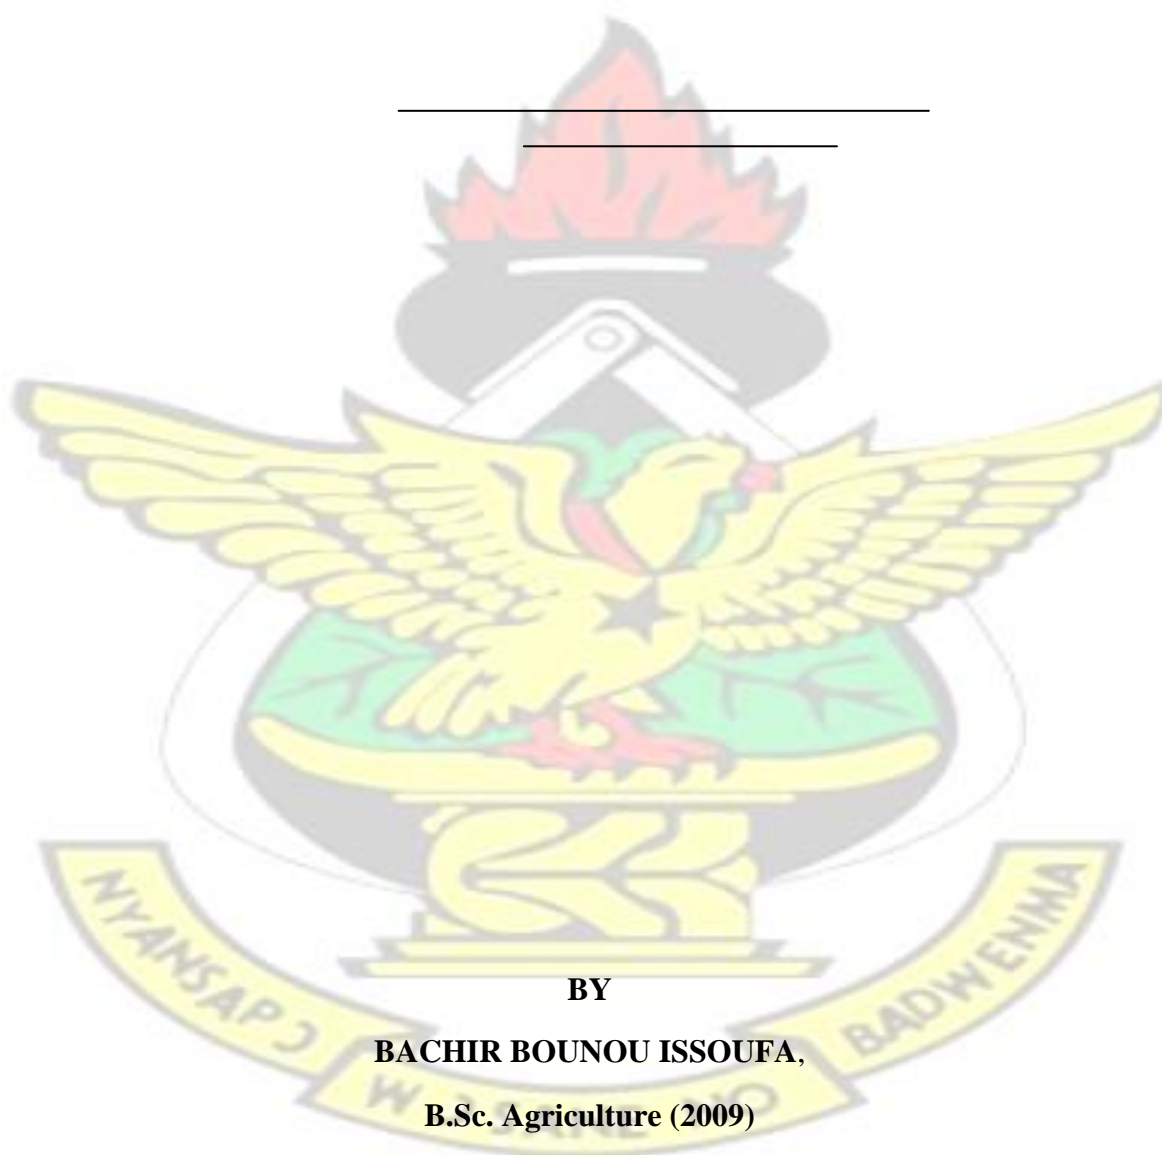 BY
BACHIR BOUNOU ISSOUFA,
B.Sc. Agriculture (2009)
NYANSAPƆ
BADWENMA